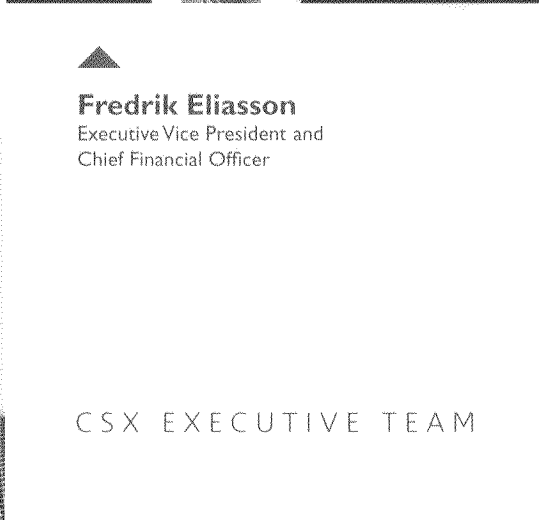 Fredrik Eliasson
Executive Vice President and
Chief Financial Officer
CSX EXECUTIVE TEAM